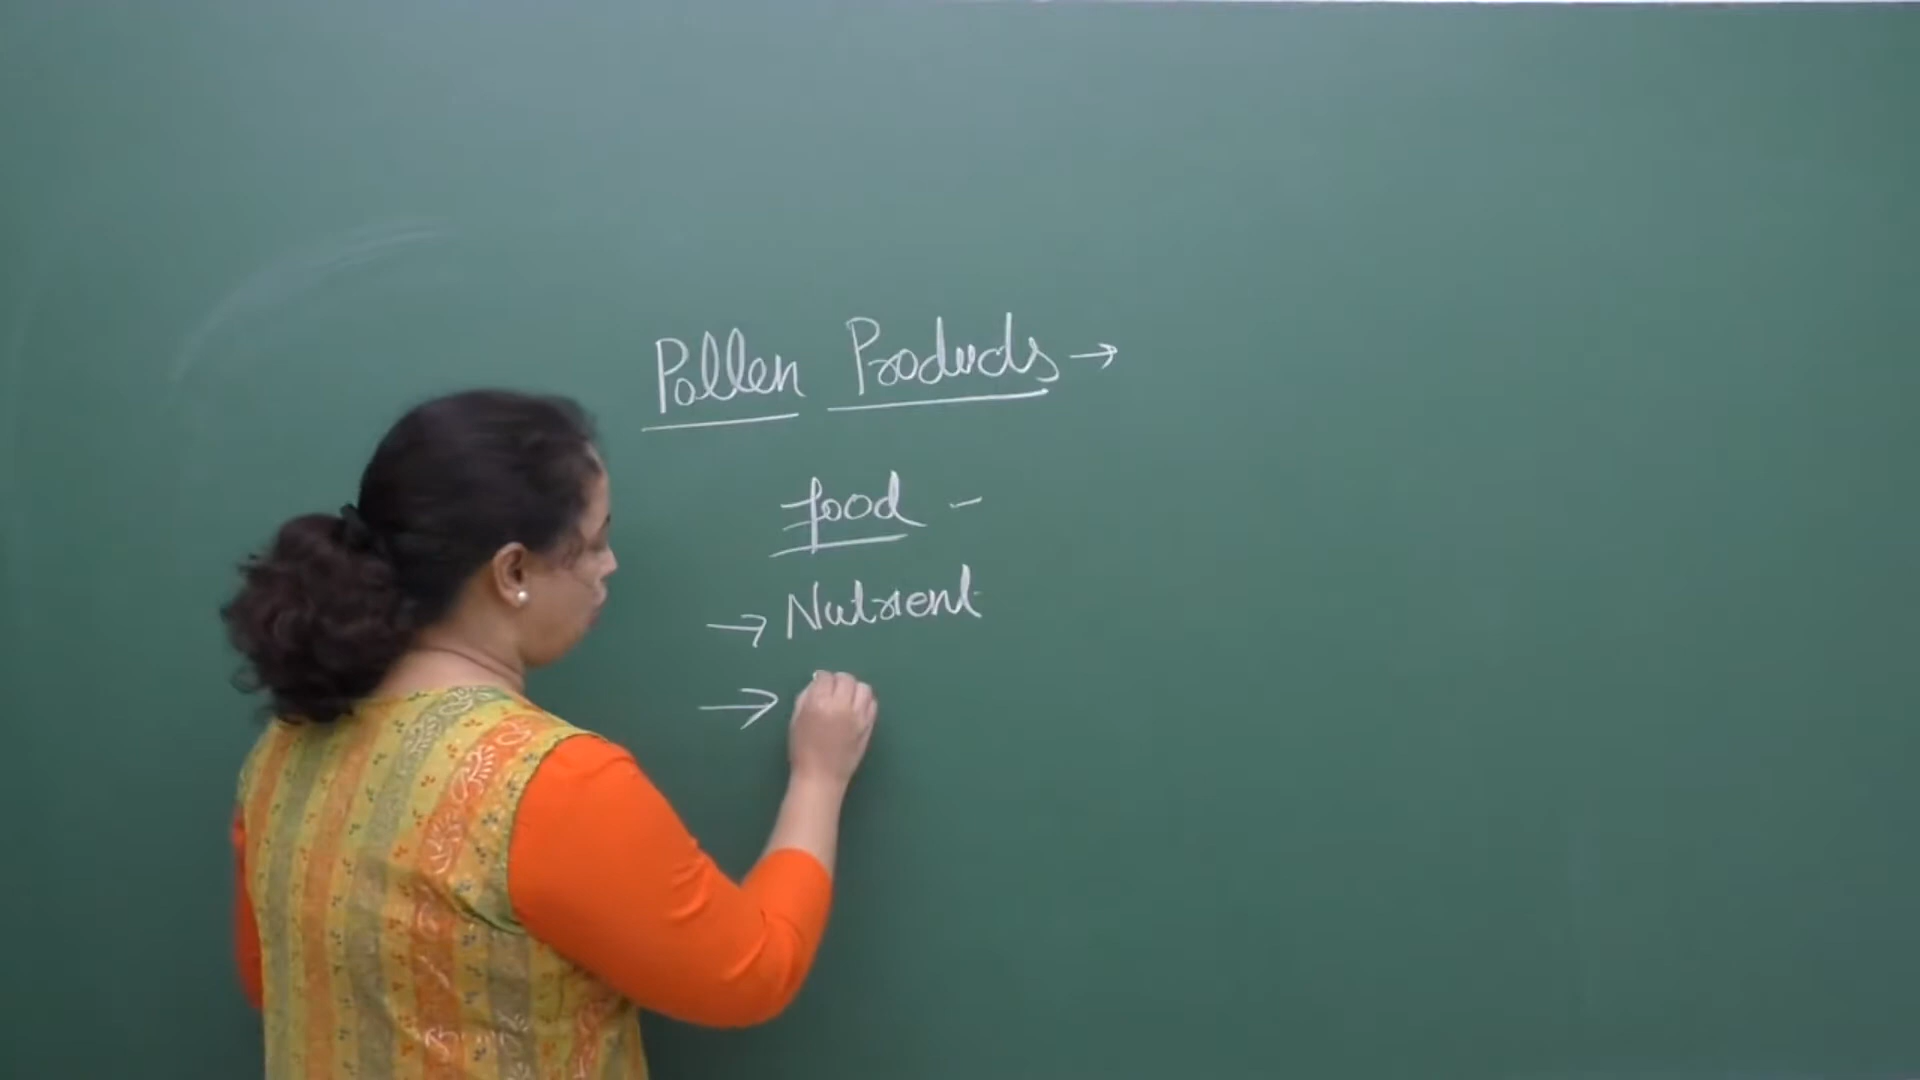 Pollen Products →
food -
→ Nutrient
→